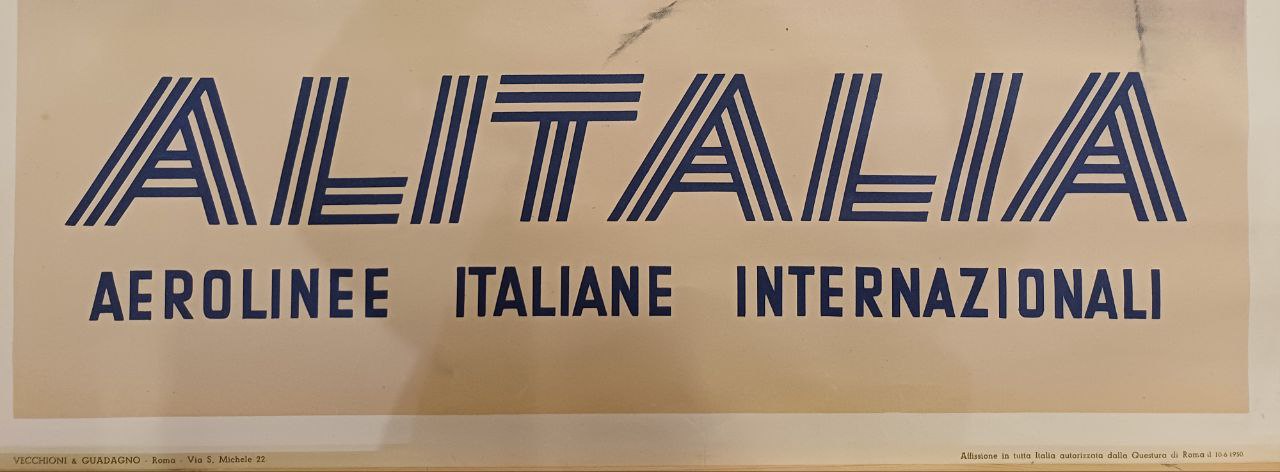 ALITALIA
AEROLINEE ITALIANE INTERNAZIONALI
VECCHIONI & GUADAGNO - Roma - Via S. Michele 22
Affissione in tutta Italia autorizzata dalla Questura di Roma il 10-6-1950